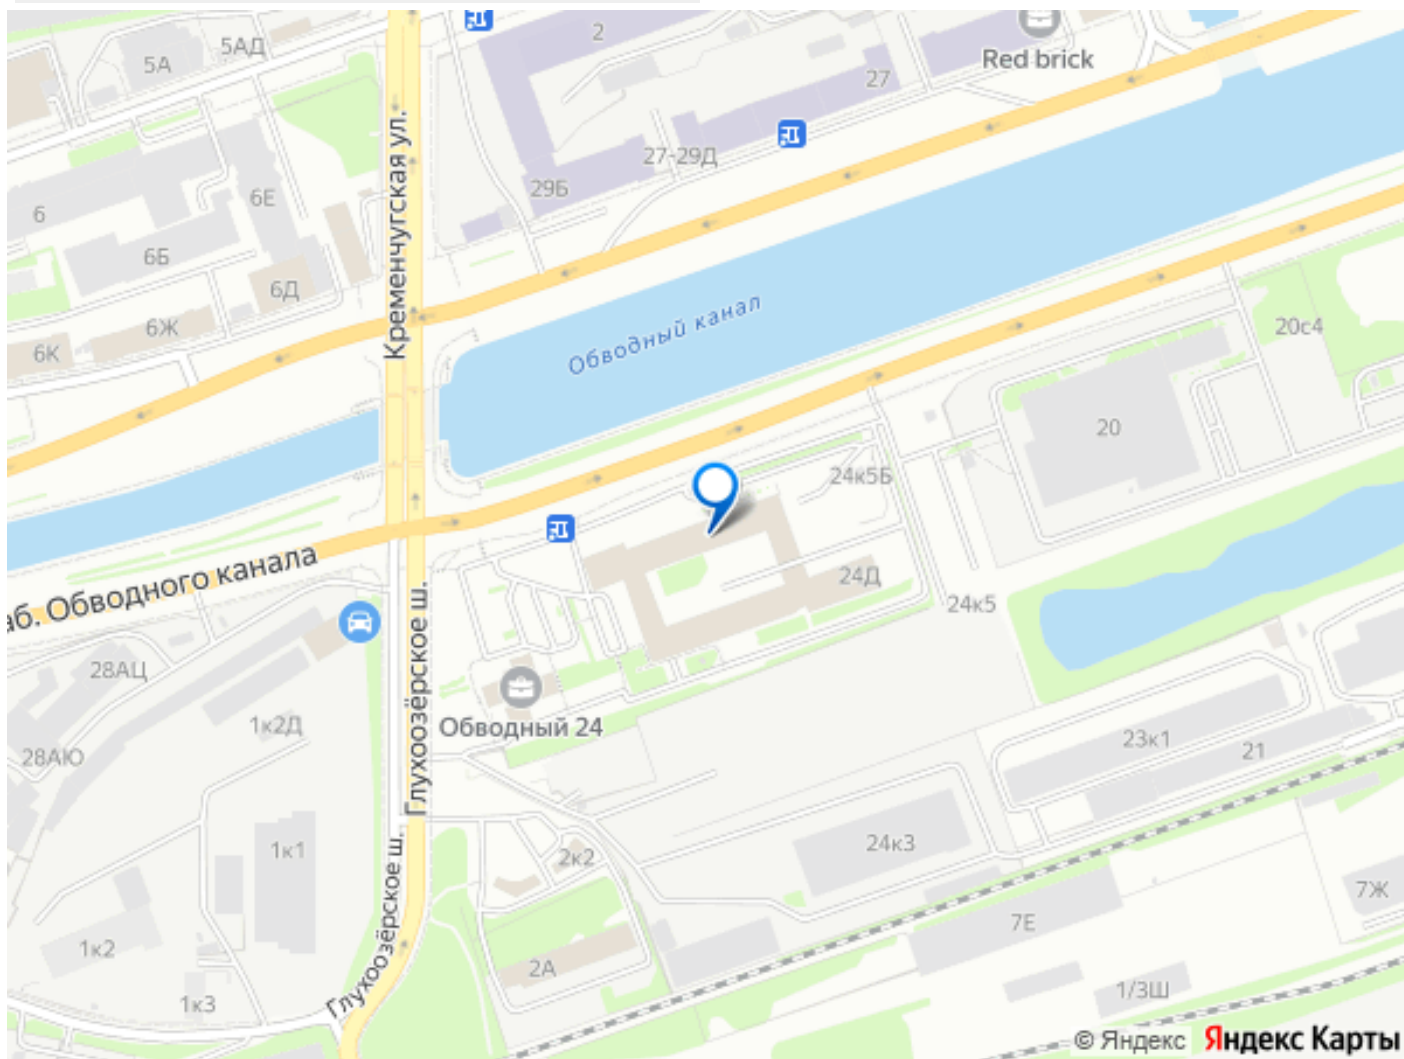 2
5АД
5А
Red brick
27
27-29Д
29Б
Кременчугская ул.
6Е
6
6Б
6Д
6Ж
6К
Обводный канал
20с4
20
24к5Б
аб. Обводного канала
24Д
24к5
Глухоозёрское ш.
28АЦ
Обводный 24
1к2Д
28АЮ
23к1
21
24к3
1к1
2к2
7Ж
7Е
Глухоозёрское ш.
1к2
2А
1/3Ш
1к3
© Яндекс Яндекс Карты